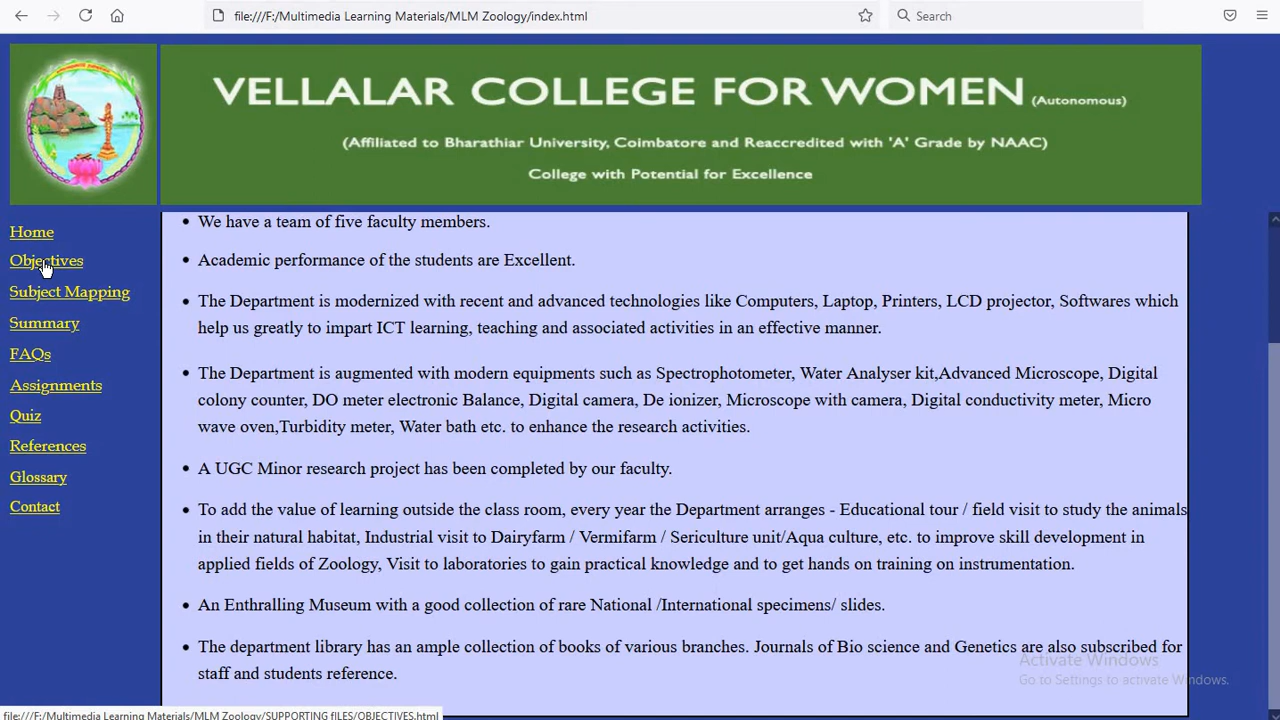 file:///F:/Multimedia Learning Materials/MLM Zoology/index.html
Search
VELLALAR COLLEGE FOR WOMEN (Autonomous)
(Affiliated to Bharathiar University, Coimbatore and Reaccredited with 'A' Grade by NAAC)
College with Potential for Excellence
Home
Objectives
Subject Mapping
Summary
FAQs
Assignments
Quiz
References
Glossary
Contact
• We have a team of five faculty members.
• Academic performance of the students are Excellent.
• The Department is modernized with recent and advanced technologies like Computers, Laptop, Printers, LCD projector, Softwares which
help us greatly to impart ICT learning, teaching and associated activities in an effective manner.
• The Department is augmented with modern equipments such as Spectrophotometer, Water Analyser kit,Advanced Microscope, Digital
colony counter, DO meter electronic Balance, Digital camera, De ionizer, Microscope with camera, Digital conductivity meter, Micro
wave oven,Turbidity meter, Water bath etc. to enhance the research activities.
• A UGC Minor research project has been completed by our faculty.
• To add the value of learning outside the class room, every year the Department arranges - Educational tour / field visit to study the animals
in their natural habitat, Industrial visit to Dairyfarm / Vermifarm / Sericulture unit/Aqua culture, etc. to improve skill development in
applied fields of Zoology, Visit to laboratories to gain practical knowledge and to get hands on training on instrumentation.
• An Enthralling Museum with a good collection of rare National /International specimens/ slides.
• The department library has an ample collection of books of various branches. Journals of Bio science and Genetics are also subscribed for
staff and students reference.
Activate Windows
Go to Settings to activate Windows.
file:///F:/Multimedia Learning Materials/MLM Zoology/SUPPORTING fILES/OBJECTIVES.html